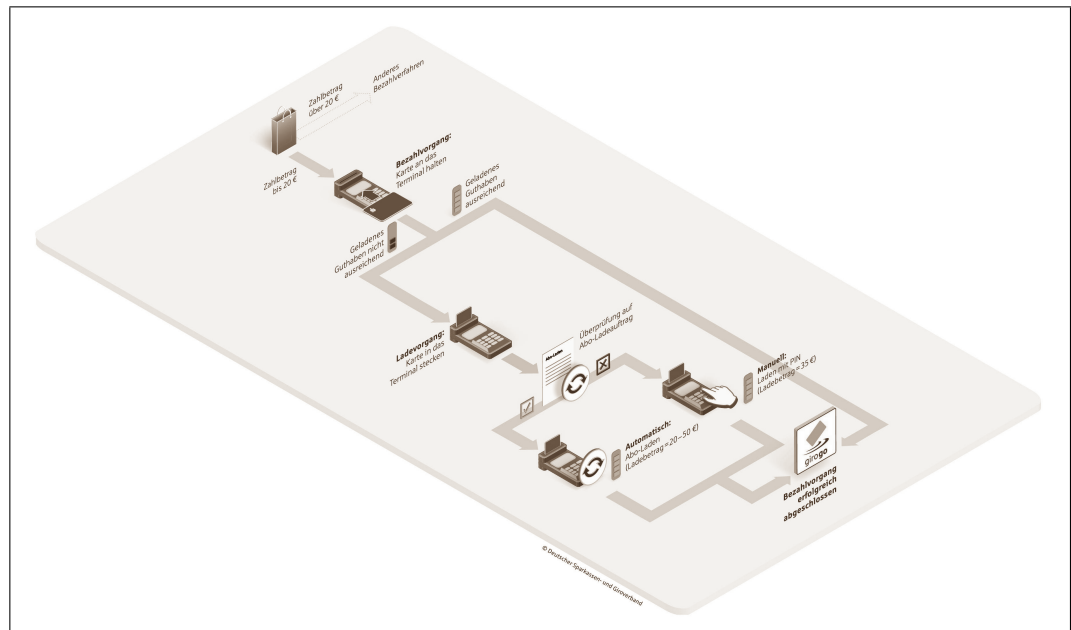 Zahlbetrag
über 20 €
Anderes
Bezahlverfahren
Zahlbetrag
bis 20 €
Bezahlvorgang:
Karte an das
Terminal halten
Geladenes
Guthaben
ausreichend
Geladenes
Guthaben nicht
ausreichend
Ladevorgang:
Karte in das
Terminal stecken
Abo-Laden
Überprüfung auf
Abo-Ladeauftrag
Manuell:
Laden mit PIN
(Ladebetrag = 35 €)
Automatisch:
Abo-Laden
(Ladebetrag = 20–50 €)
girogo
Bezahlvorgang
erfolgreich
abgeschlossen
© Deutscher Sparkassen- und Giroverband